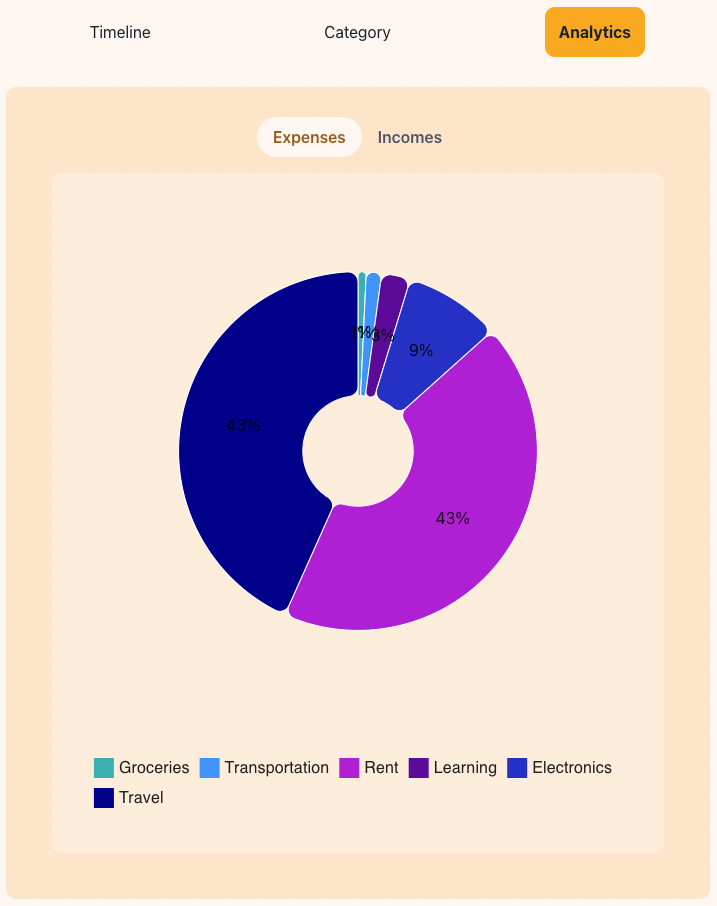 Timeline Category Analytics
Expenses Incomes
9%
43%
43%
Groceries Transportation Rent Learning Electronics
Travel